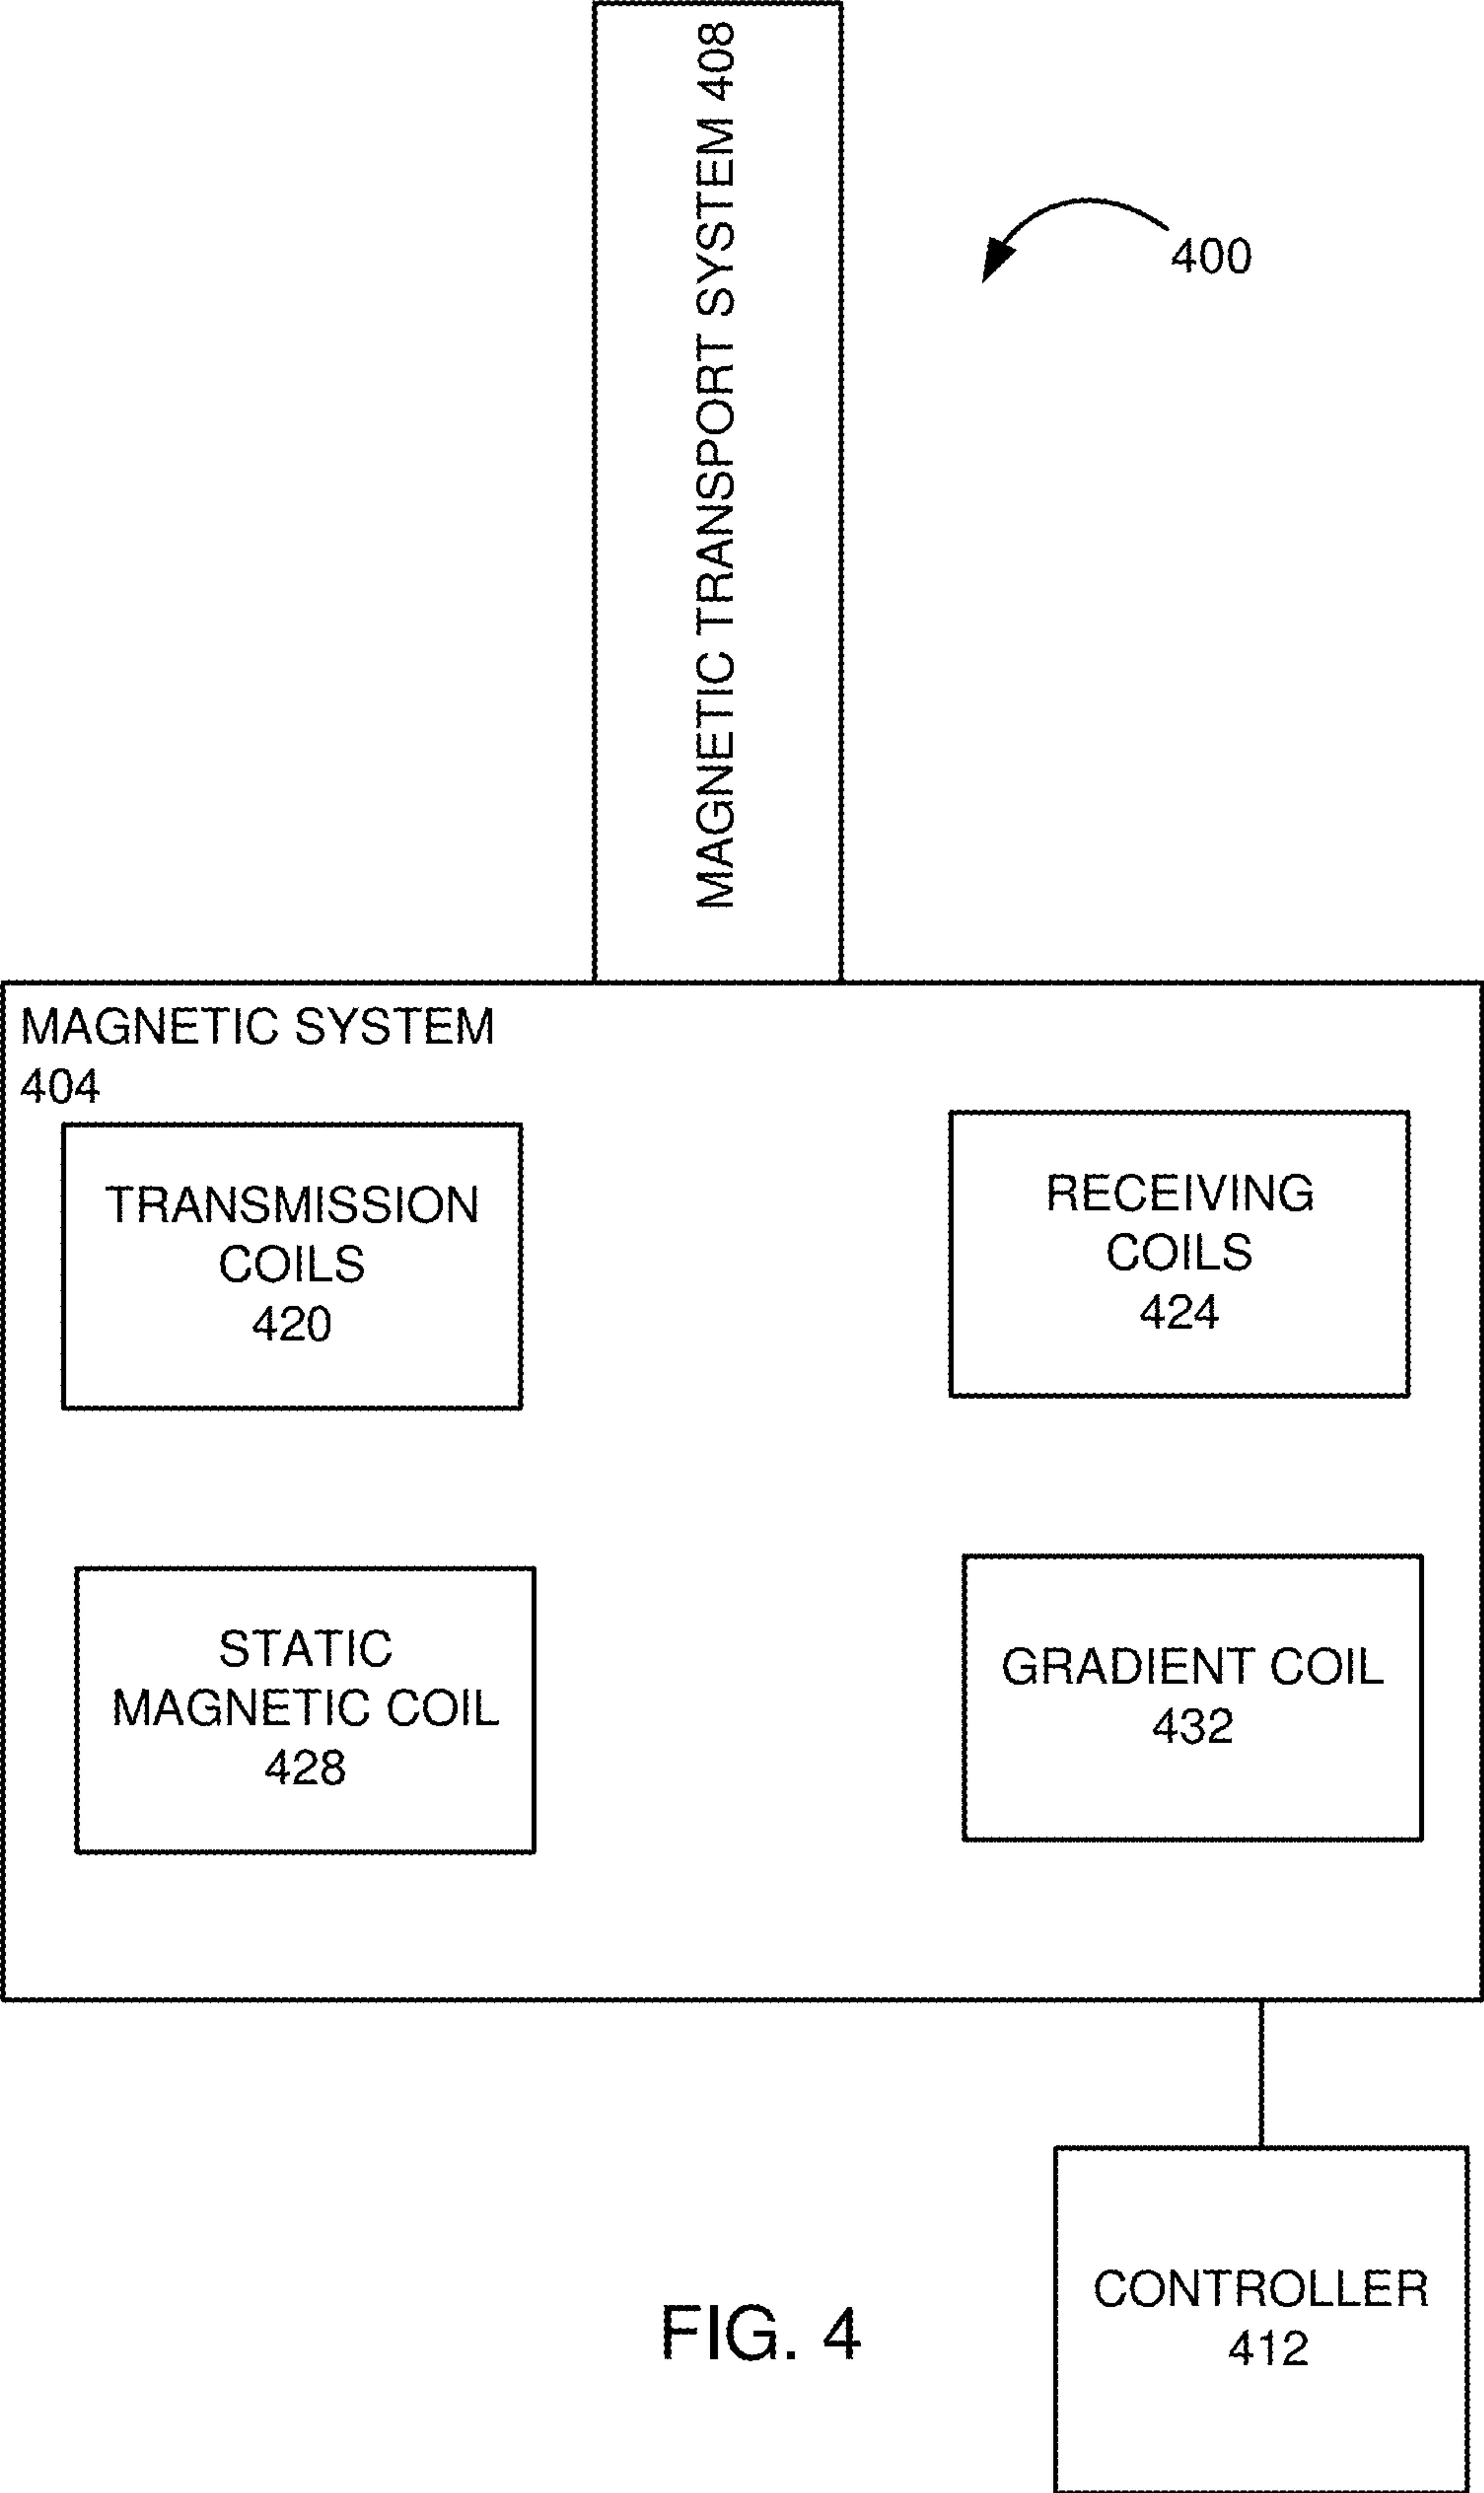 MAGNETIC TRANSPORT SYSTEM 408
400
MAGNETIC SYSTEM
404
TRANSMISSION
COILS
420
RECEIVING
COILS
424
STATIC
MAGNETIC COIL
428
GRADIENT COIL
432
CONTROLLER
412
FIG. 4